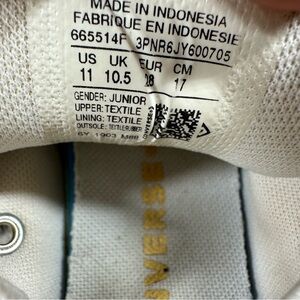 MADE IN INDONESIA
FABRIQUE EN INDONESIE
665514F 3PNR6JY600705
US UK EUR CM
11 10.5 28 17
GENDER: JUNIOR
UPPER: TEXTILE
LINING: TEXTILE
OUTSOLE: TEXTILE/RUBBER
CONVERSE
VERSE